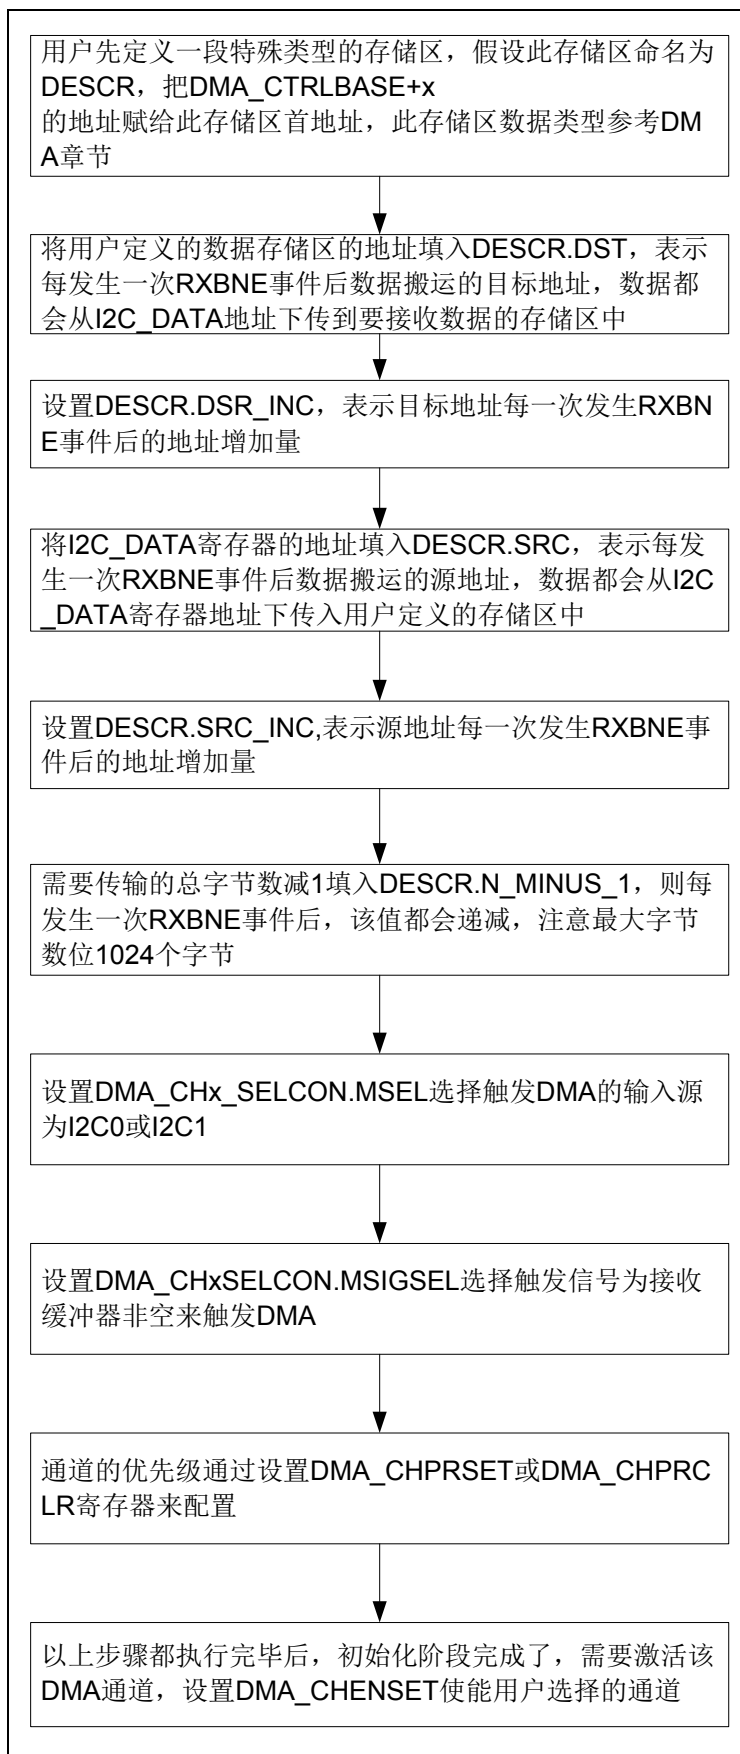 用户先定义一段特殊类型的存储区，假设此存储区命名为
DESCR，把DMA_CTRLBASE+x
的地址赋给此存储区首地址，此存储区数据类型参考DM
A章节
将用户定义的数据存储区的地址填入DESCR.DST，表示
每发生一次RXBNE事件后数据搬运的目标地址，数据都
会从I2C_DATA地址下传到要接收数据的存储区中
设置DESCR.DSR_INC，表示目标地址每一次发生RXBN
E事件后的地址增加量
将I2C_DATA寄存器的地址填入DESCR.SRC，表示每发
生一次RXBNE事件后数据搬运的源地址，数据都会从I2C
_DATA寄存器地址下传入用户定义的存储区中
设置DESCR.SRC_INC,表示源地址每一次发生RXBNE事
件后的地址增加量
需要传输的总字节数减1填入DESCR.N_MINUS_1，则每
发生一次RXBNE事件后，该值都会递减，注意最大字节
数位1024个字节
设置DMA_CHx_SELCON.MSEL选择触发DMA的输入源
为I2C0或I2C1
设置DMA_CHxSELCON.MSIGSEL选择触发信号为接收
缓冲器非空来触发DMA
通道的优先级通过设置DMA_CHPRSET或DMA_CHPRC
LR寄存器来配置
以上步骤都执行完毕后，初始化阶段完成了，需要激活该
DMA通道，设置DMA_CHENSET使能用户选择的通道